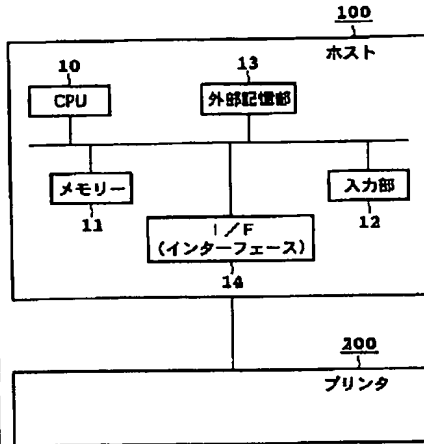 100
ホスト
10
CPU
13
外部記憶部
メモリー
11
入力部
12
I/F
(インターフェース)
14
200
プリンタ